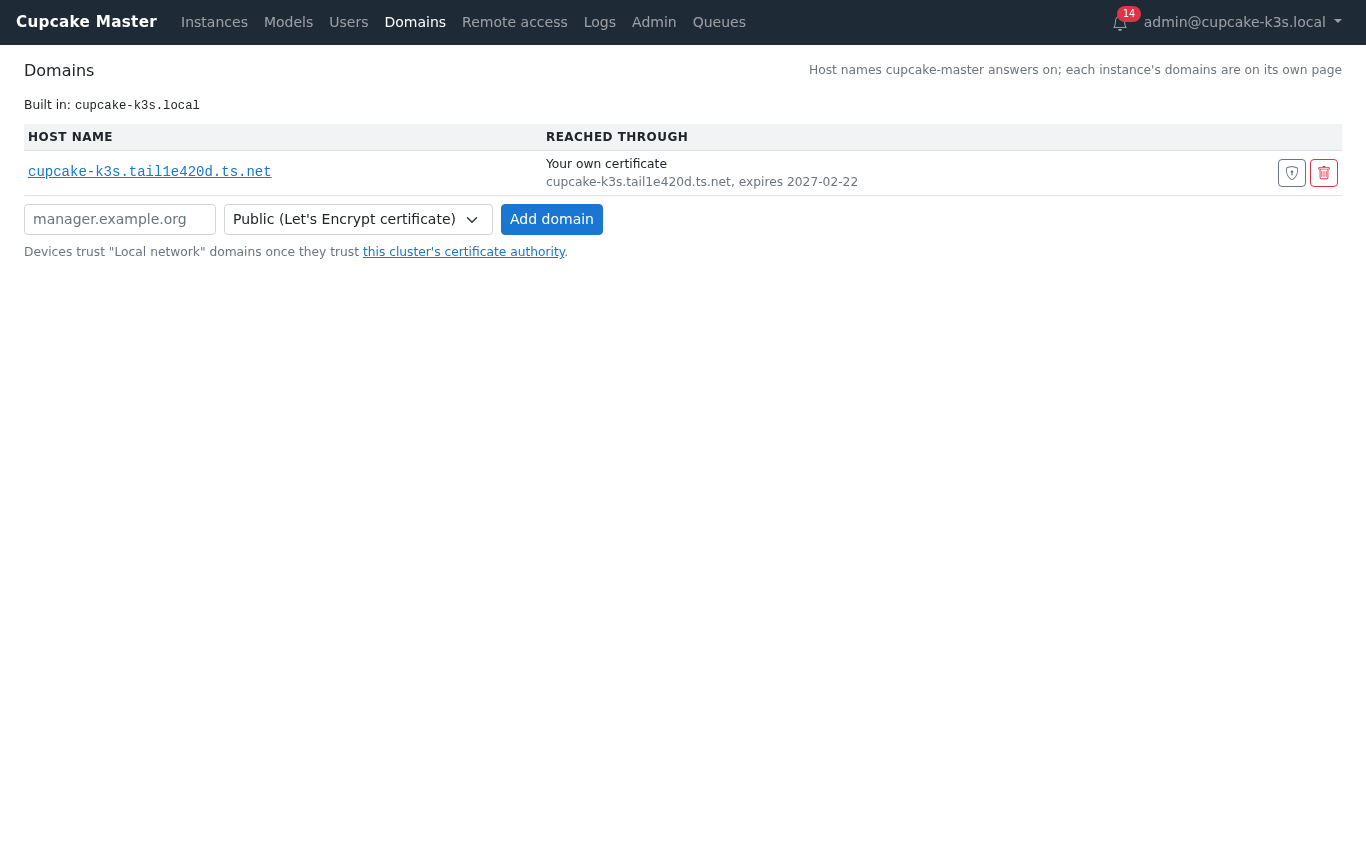 Cupcake Master Instances Models Users Domains Remote access Logs Admin Queues 14 admin@cupcake-k3s.local
Domains Host names cupcake-master answers on; each instance's domains are on its own page
Built in: cupcake-k3s.local
HOST NAME REACHED THROUGH
cupcake-k3s.tail1e420d.ts.net Your own certificate
cupcake-k3s.tail1e420d.ts.net, expires 2027-02-22
manager.example.org Public (Let's Encrypt certificate) Add domain
Devices trust "Local network" domains once they trust this cluster's certificate authority.